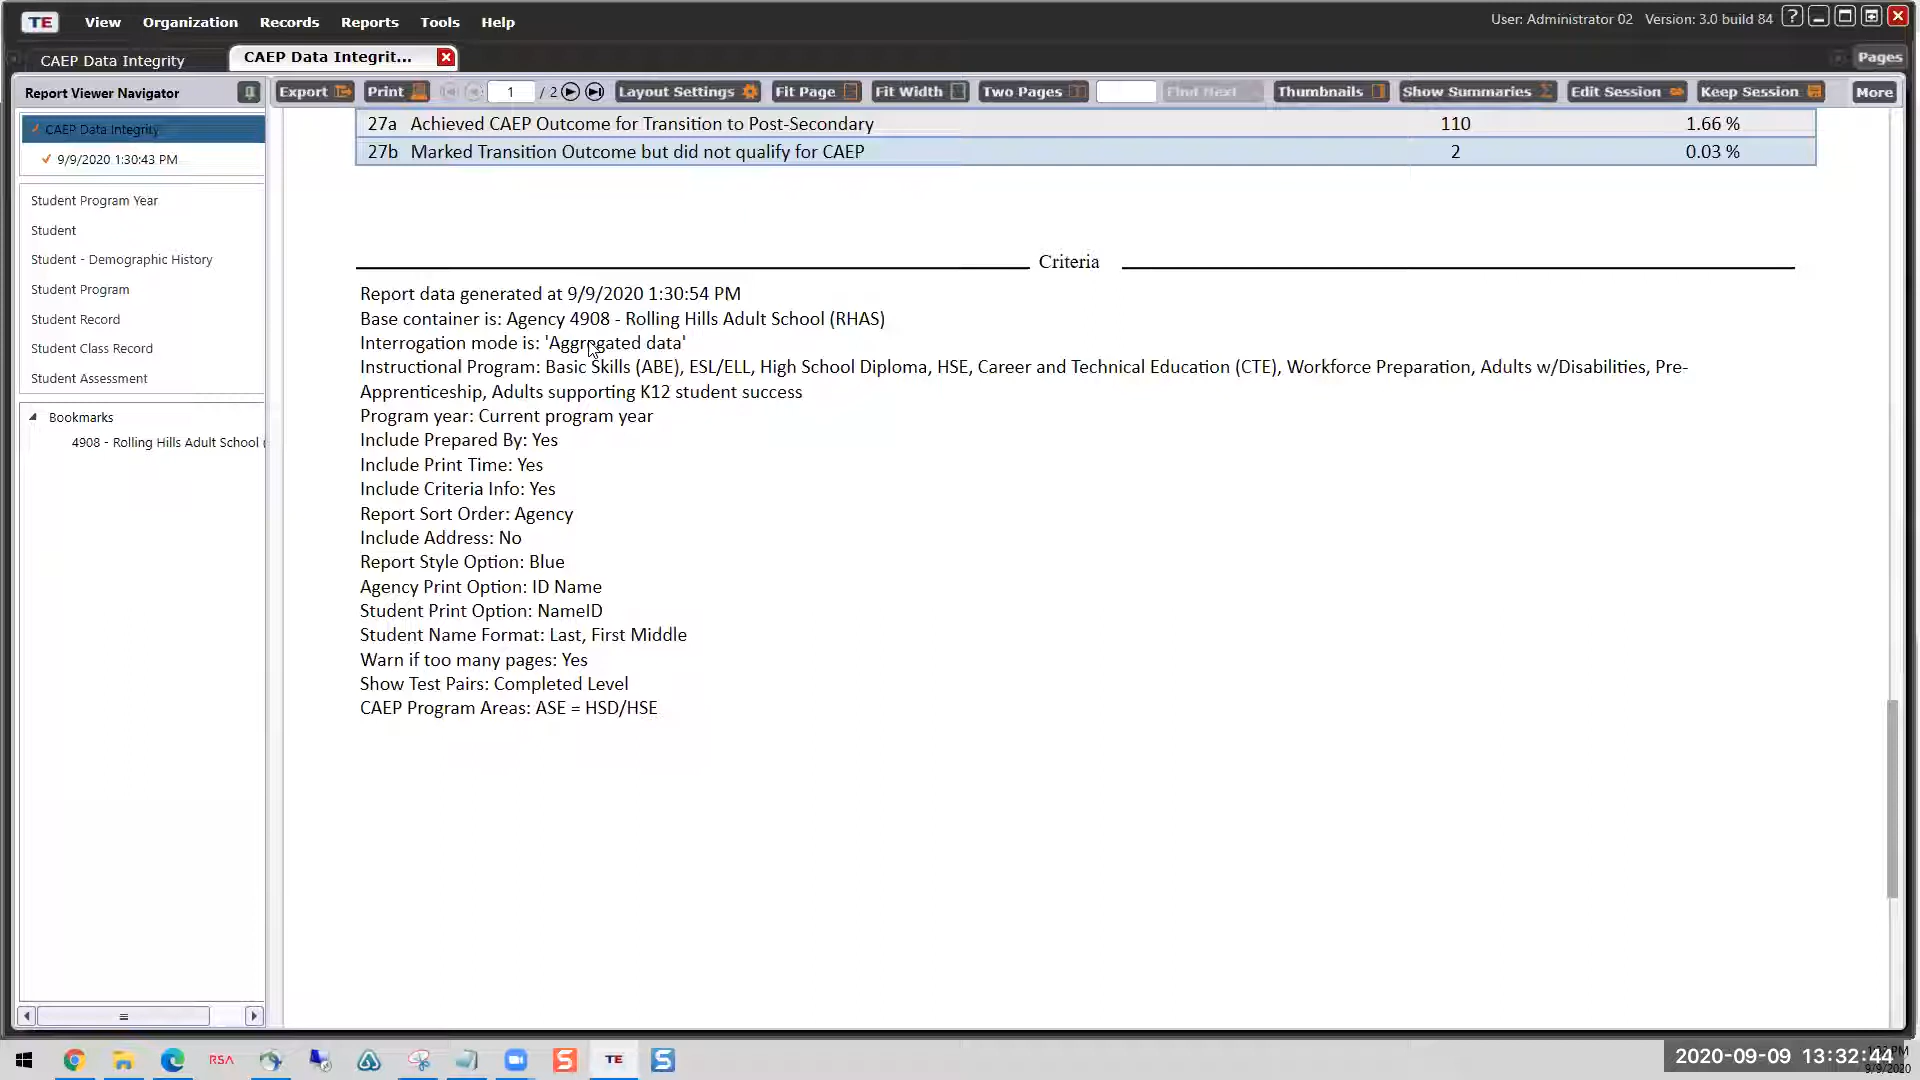 TE View Organization Records Reports Tools Help User: Administrator 02 Version: 3.0 build 84 ?
CAEP Data Integrity CAEP Data Integrit... Pages
Report Viewer Navigator Export Print 1 / 2 Layout Settings Fit Page Fit Width Two Pages Find Next Thumbnails Show Summaries Edit Session Keep Session More
CAEP Data Integrity
9/9/2020 1:30:43 PM
Student Program Year
Student
Student - Demographic History
Student Program
Student Record
Student Class Record
Student Assessment
Bookmarks
4908 - Rolling Hills Adult School (
27a Achieved CAEP Outcome for Transition to Post-Secondary 110 1.66 %
27b Marked Transition Outcome but did not qualify for CAEP 2 0.03 %
Criteria
Report data generated at 9/9/2020 1:30:54 PM
Base container is: Agency 4908 - Rolling Hills Adult School (RHAS)
Interrogation mode is: 'Aggregated data'
Instructional Program: Basic Skills (ABE), ESL/ELL, High School Diploma, HSE, Career and Technical Education (CTE), Workforce Preparation, Adults w/Disabilities, Pre-
Apprenticeship, Adults supporting K12 student success
Program year: Current program year
Include Prepared By: Yes
Include Print Time: Yes
Include Criteria Info: Yes
Report Sort Order: Agency
Include Address: No
Report Style Option: Blue
Agency Print Option: ID Name
Student Print Option: NameID
Student Name Format: Last, First Middle
Warn if too many pages: Yes
Show Test Pairs: Completed Level
CAEP Program Areas: ASE = HSD/HSE
RSA TE S S
2020-09-09 13:32:44
9/9/2020